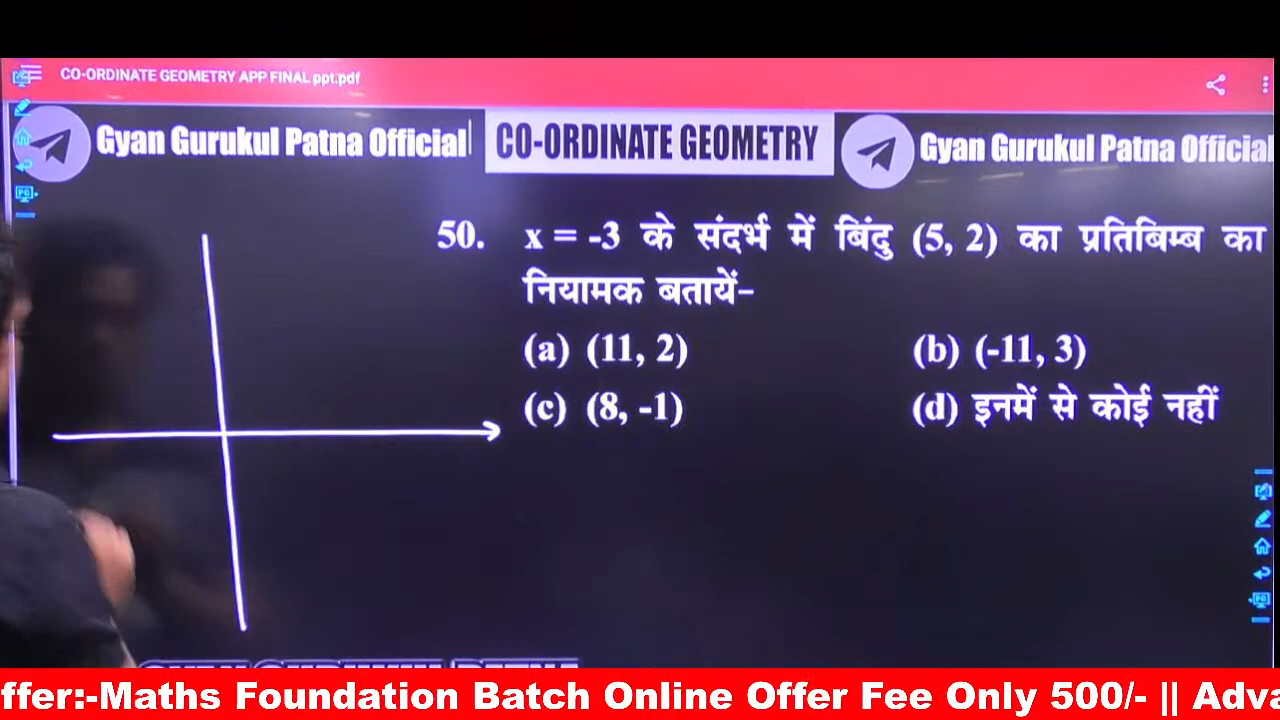 CO-ORDINATE GEOMETRY APP FINAL ppt.pdf
Gyan Gurukul Patna Official
CO-ORDINATE GEOMETRY
Gyan Gurukul Patna Official
50. x = -3 के संदर्भ में बिंदु (5, 2) का प्रतिबिम्ब का
नियामक बतायें-
(a) (11, 2) (b) (-11, 3)
(c) (8, -1) (d) इनमें से कोई नहीं
ffer:-Maths Foundation Batch Online Offer Fee Only 500/- || Adva